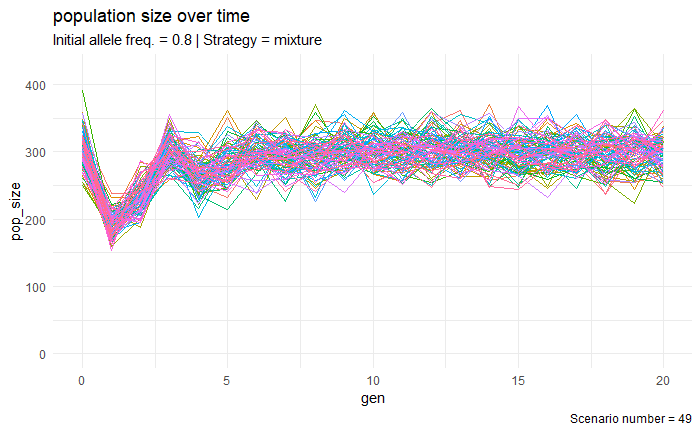 population size over time
Initial allele freq. = 0.8 | Strategy = mixture
400
300
200
100
0
pop_size
0 5 10 15 20
gen
Scenario number = 49